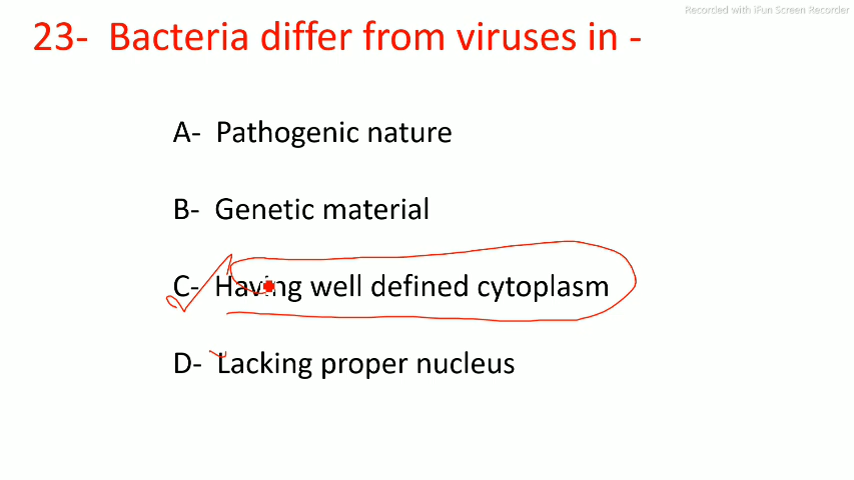 Recorded with iFun Screen Recorder
23- Bacteria differ from viruses in -
A- Pathogenic nature
B- Genetic material
C- Having well defined cytoplasm
D- Lacking proper nucleus